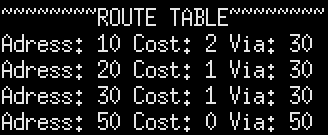 ~~~~~~~~ROUTE TABLE~~~~~~~~
Adress: 10 Cost: 2 Via: 30
Adress: 20 Cost: 1 Via: 30
Adress: 30 Cost: 1 Via: 30
Adress: 50 Cost: 0 Via: 50